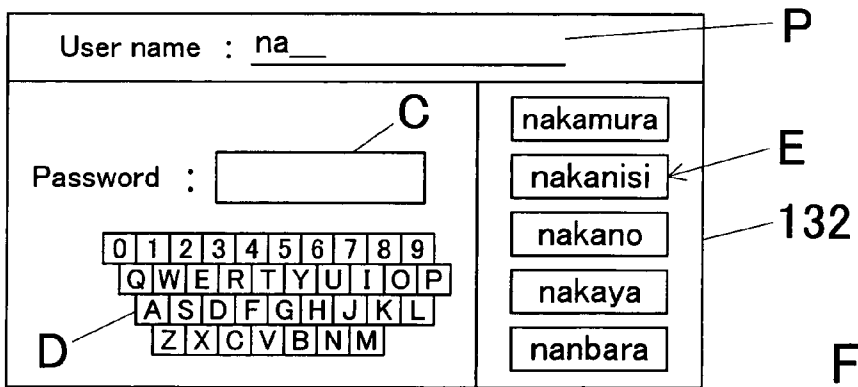 User name : na__
P
C
Password :
0 1 2 3 4 5 6 7 8 9
Q W E R T Y U I O P
A S D F G H J K L
Z X C V B N M
D
nakamura
nakanisi
nakano
nakaya
nanbara
E
132
F